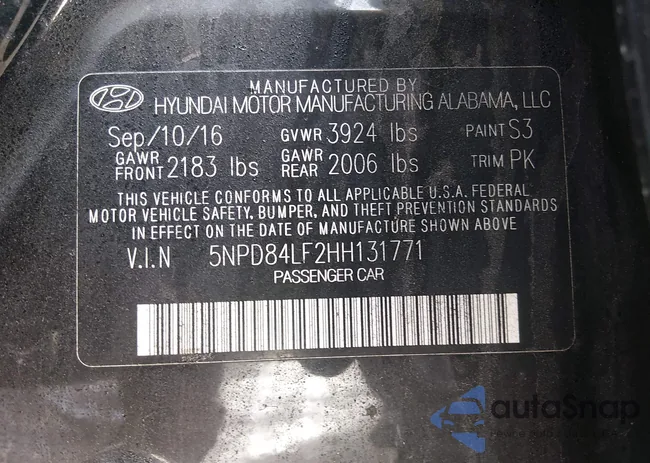 MANUFACTURED BY
HYUNDAI MOTOR MANUFACTURING ALABAMA, LLC
Sep/10/16 GVWR 3924 lbs PAINT S3
GAWR FRONT 2183 lbs GAWR REAR 2006 lbs TRIM PK
THIS VEHICLE CONFORMS TO ALL APPLICABLE U.S.A. FEDERAL
MOTOR VEHICLE SAFETY, BUMPER, AND THEFT PREVENTION STANDARDS
IN EFFECT ON THE DATE OF MANUFACTURE SHOWN ABOVE
V.I.N 5NPD84LF2HH131771
PASSENGER CAR
autoSnap